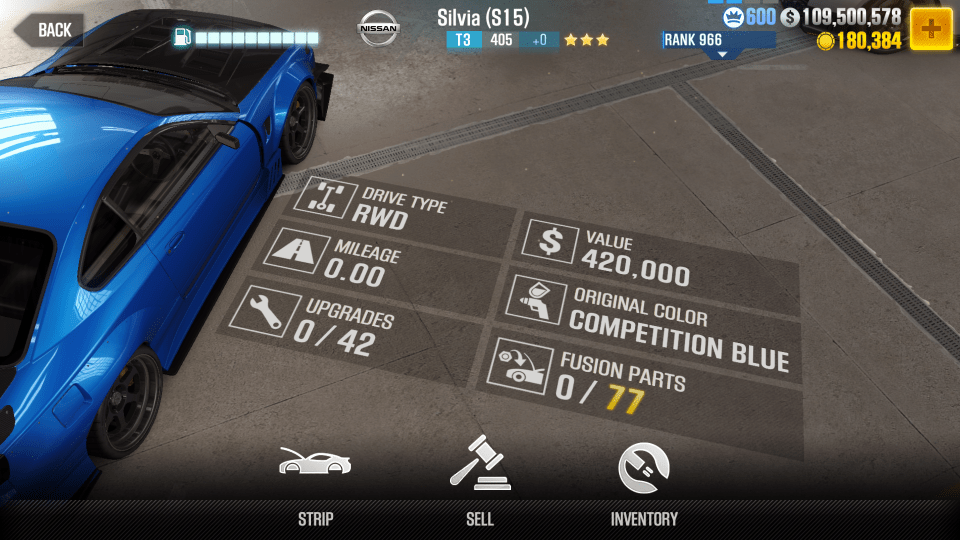 BACK
NISSAN
Silvia (S15)
T3 405 +0
RANK 966
600 $ 109,500,578
180,384
DRIVE TYPE
RWD
MILEAGE
0.00
UPGRADES
0 / 42
$ VALUE
420,000
ORIGINAL COLOR
COMPETITION BLUE
FUSION PARTS
0 / 77
STRIP
SELL
INVENTORY